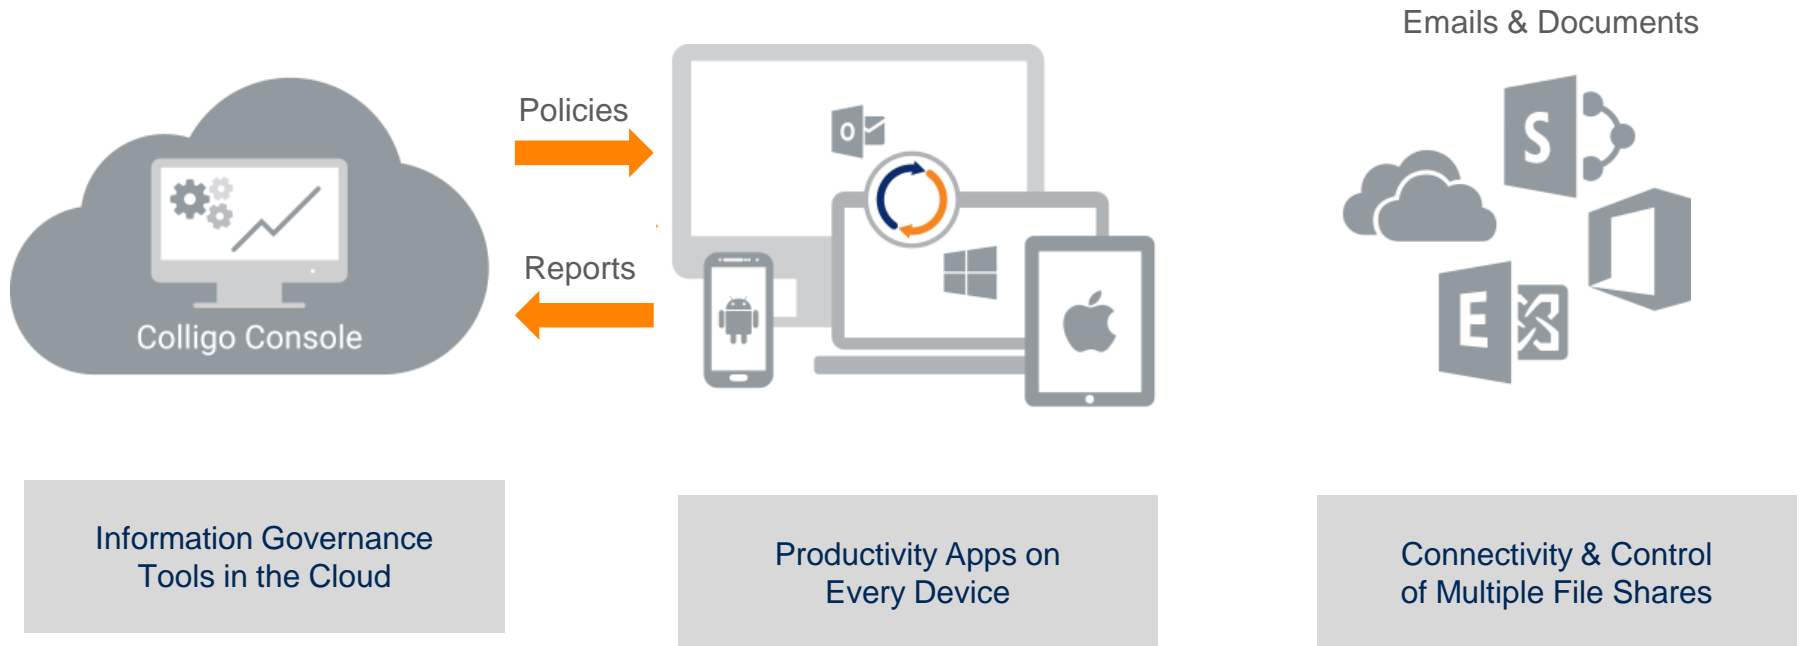 Emails & Documents
Policies
Reports
Colligo Console
O
S
E
Information Governance
Tools in the Cloud
Productivity Apps on
Every Device
Connectivity & Control
of Multiple File Shares